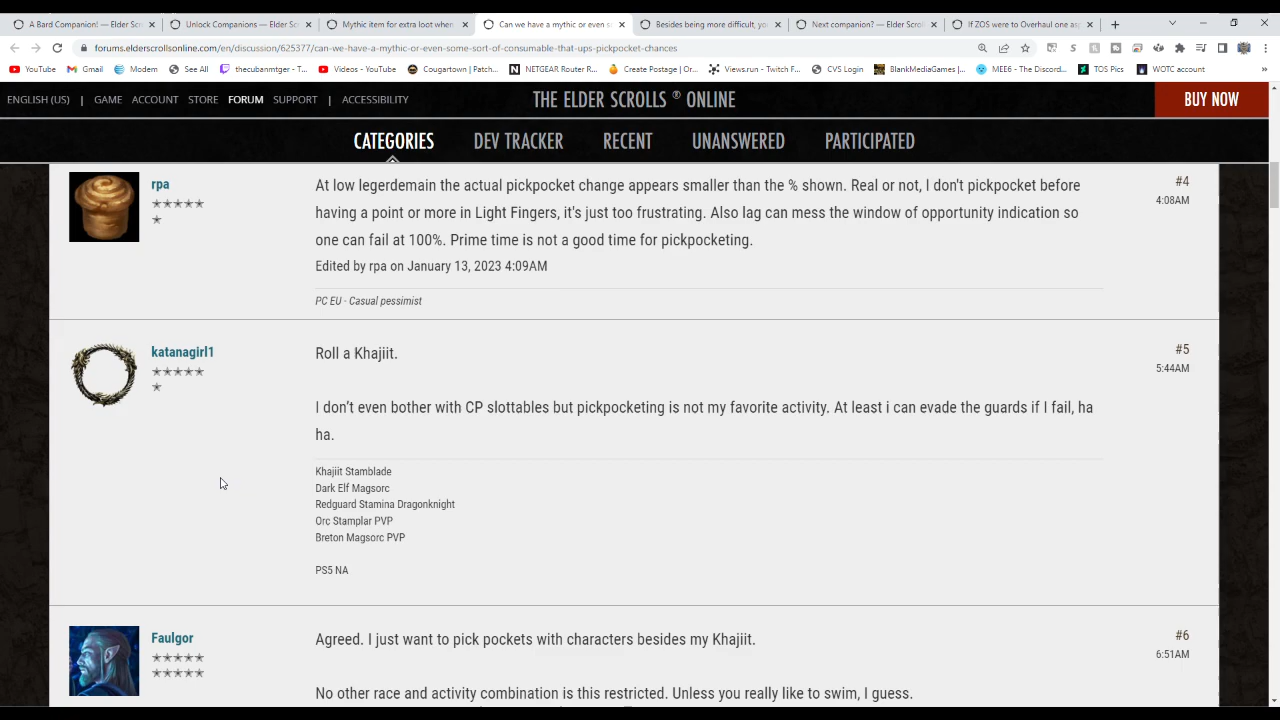 A Bard Companion! — Elder Scr
Unlock Companions — Elder Sc
Mythic item for extra loot when
Can we have a mythic or even s
Besides being more difficult, yo
Next companion? — Elder Scroll
If ZOS were to Overhaul one asp
forums.elderscrollsonline.com/en/discussion/625377/can-we-have-a-mythic-or-even-some-sort-of-consumable-that-ups-pickpocket-chances
YouTube
Gmail
Modem
See All
thecubanmtger - T...
Videos - YouTube
Cougartown | Patch...
NETGEAR Router R...
Create Postage | Or...
Views.run - Twitch F...
CVS Login
BlankMediaGames |...
MEE6 - The Discord...
TOS Pics
WOTC account
»
ENGLISH (US) | GAME ACCOUNT STORE FORUM SUPPORT | ACCESSIBILITY
THE ELDER SCROLLS ® ONLINE
BUY NOW
CATEGORIES DEV TRACKER RECENT UNANSWERED PARTICIPATED
rpa
#4
4:08AM
At low legerdemain the actual pickpocket change appears smaller than the % shown. Real or not, I don't pickpocket before
having a point or more in Light Fingers, it's just too frustrating. Also lag can mess the window of opportunity indication so
one can fail at 100%. Prime time is not a good time for pickpocketing.
Edited by rpa on January 13, 2023 4:09AM
PC EU - Casual pessimist
katanagirl1
#5
5:44AM
Roll a Khajiit.
I don’t even bother with CP slottables but pickpocketing is not my favorite activity. At least i can evade the guards if I fail, ha
ha.
Khajiit Stamblade
Dark Elf Magsorc
Redguard Stamina Dragonknight
Orc Stamplar PVP
Breton Magsorc PVP
PS5 NA
Faulgor
#6
6:51AM
Agreed. I just want to pick pockets with characters besides my Khajiit.
No other race and activity combination is this restricted. Unless you really like to swim, I guess.